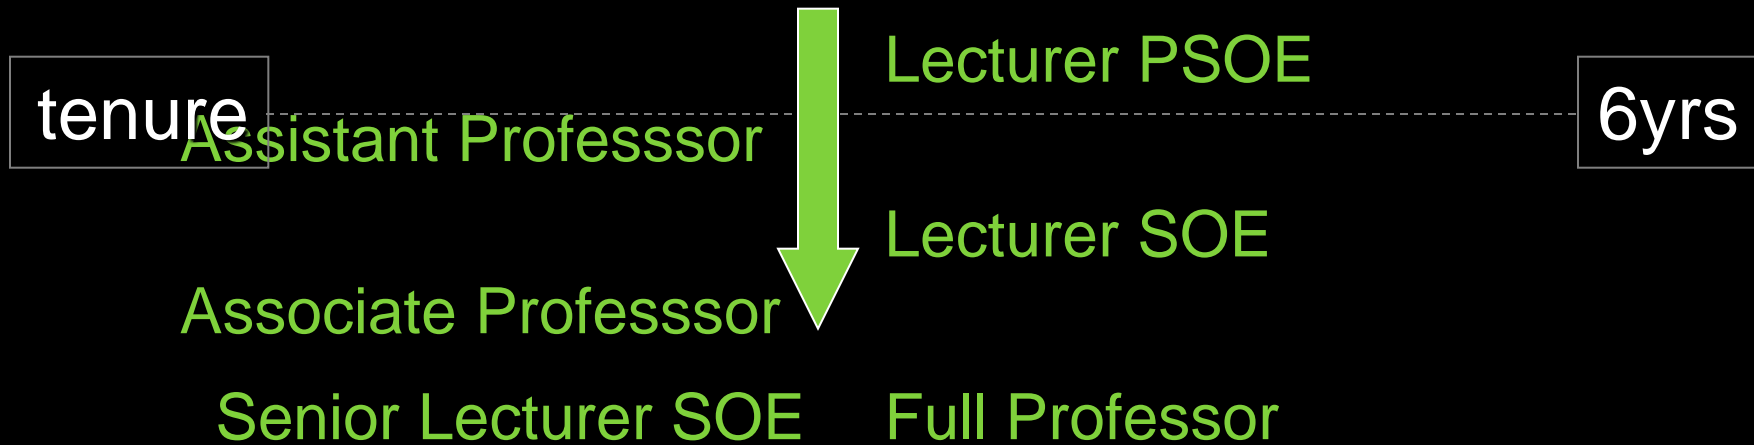 Lecturer PSOE
tenure
6yrs
Assistant Professsor
Lecturer SOE
Associate Professsor
Senior Lecturer SOE
Full Professor